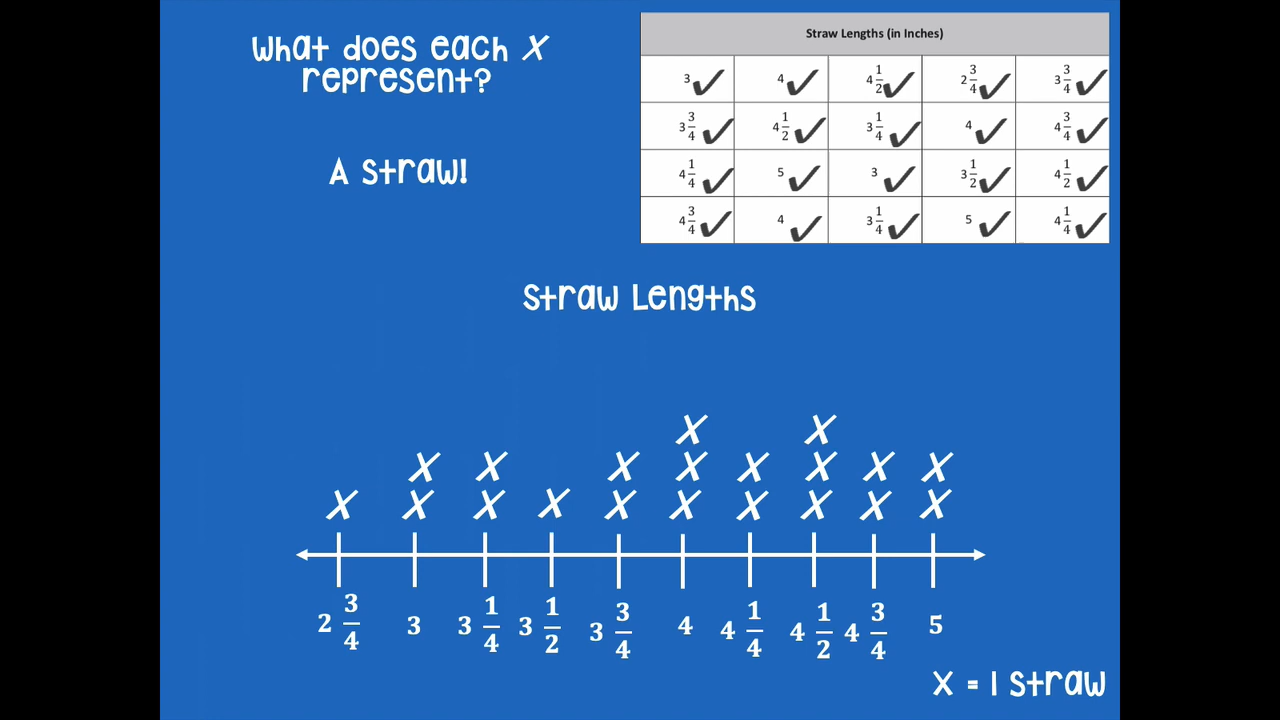 What does each X
represent?
A straw!
Straw Lengths (in Inches)
3 4 4 1/2 2 3/4 3 3/4
3 3/4 4 1/2 3 1/4 4 4 3/4
4 1/4 5 3 3 1/2 4 1/2
4 3/4 4 3 1/4 5 4 1/4
Straw Lengths
X X
X X X X X X X X
X X X X X X X X X X
2 3/4 3 3 1/4 3 1/2 3 3/4 4 4 1/4 4 1/2 4 3/4 5
X = 1 straw